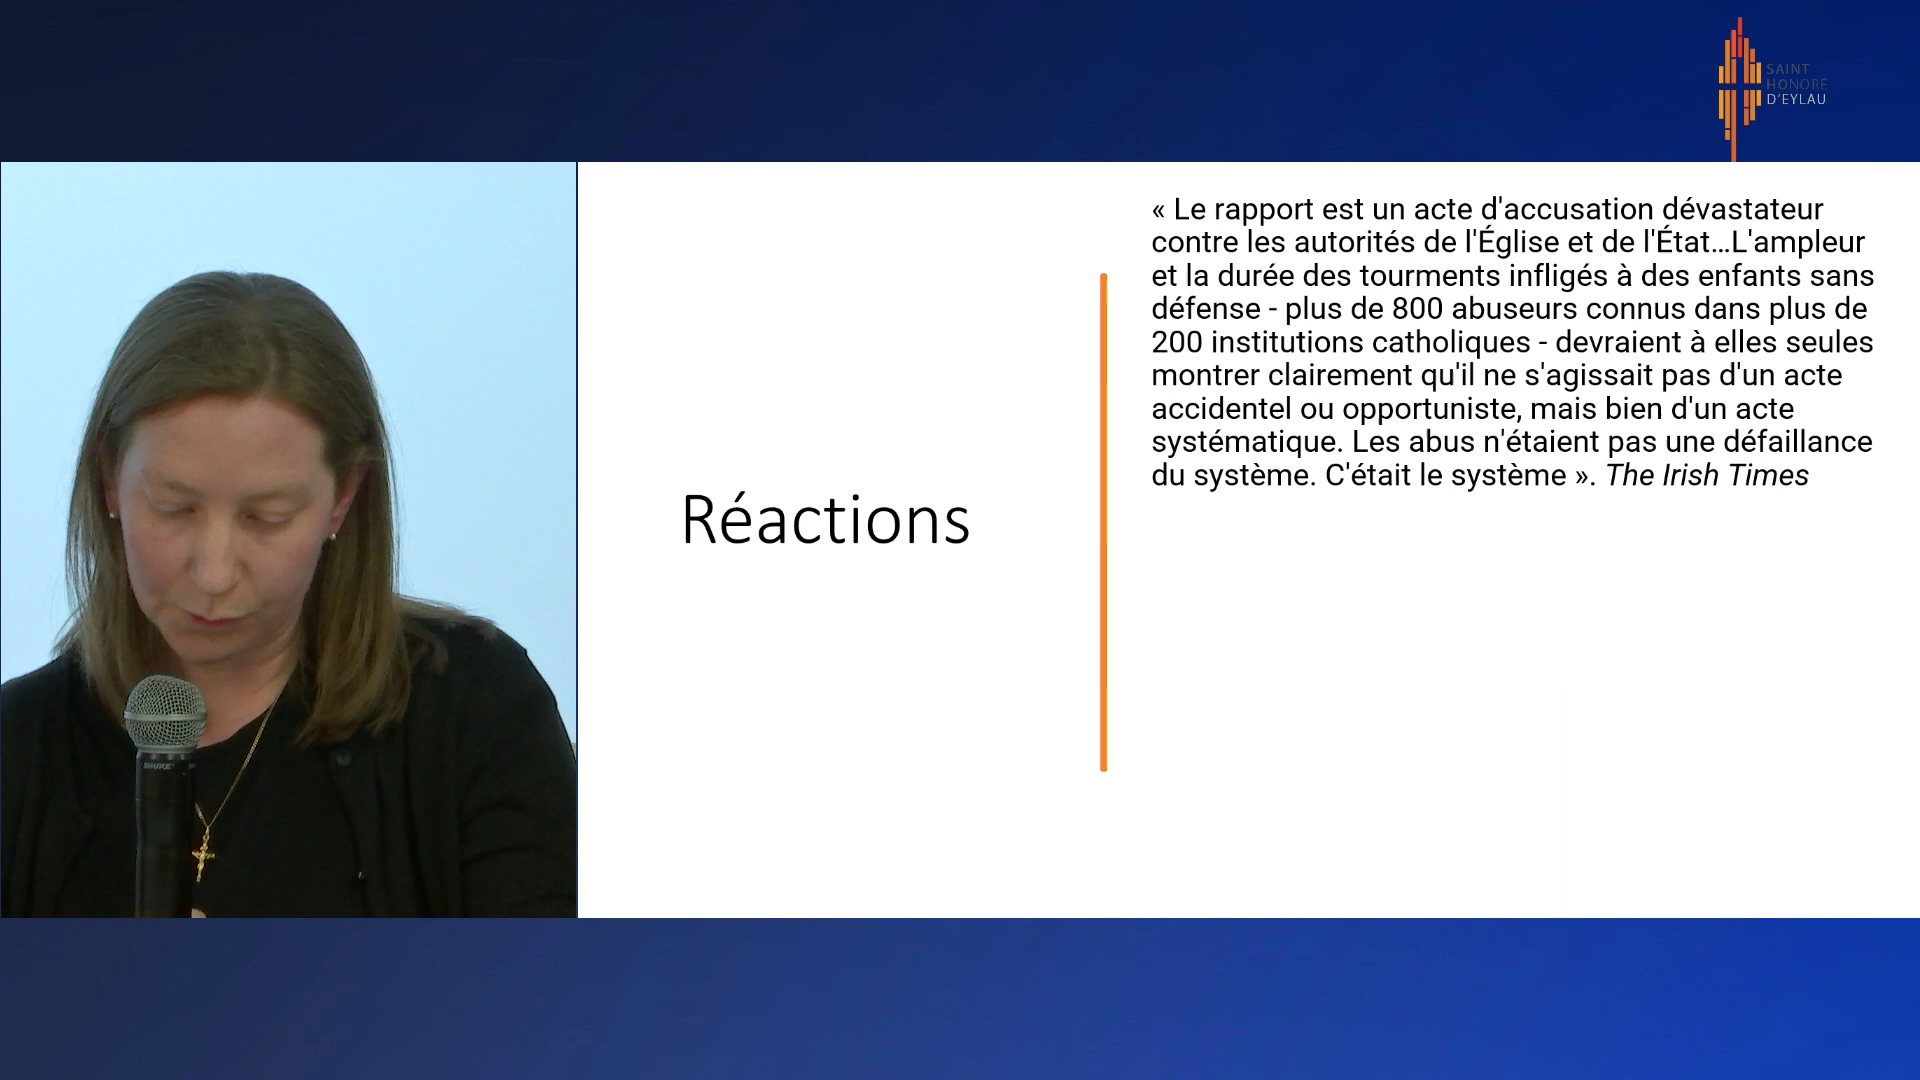 SAINT
HONORÉ
D'EYLAU
« Le rapport est un acte d'accusation dévastateur
contre les autorités de l'Église et de l'État...L'ampleur
et la durée des tourments infligés à des enfants sans
défense - plus de 800 abuseurs connus dans plus de
200 institutions catholiques - devraient à elles seules
montrer clairement qu'il ne s'agissait pas d'un acte
accidentel ou opportuniste, mais bien d'un acte
systématique. Les abus n'étaient pas une défaillance
du système. C'était le système ». The Irish Times
Réactions
SHURE